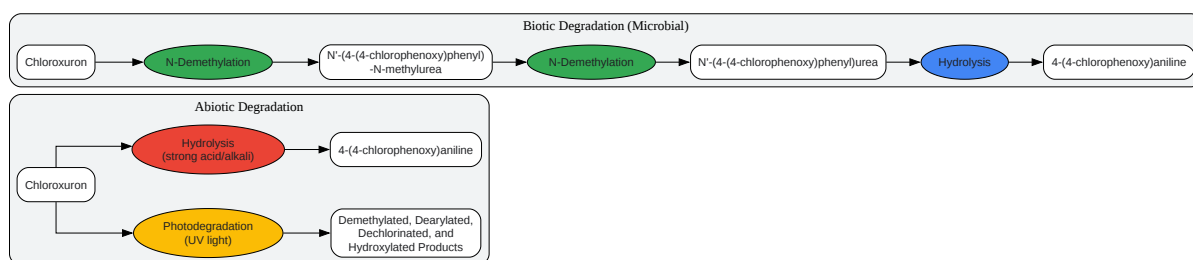 Biotic Degradation (Microbial)
Chloroxuron
N-Demethylation
N'-(4-(4-chlorophenoxy)phenyl)
-N-methylurea
N-Demethylation
N'-(4-(4-chlorophenoxy)phenyl)urea
Hydrolysis
4-(4-chlorophenoxy)aniline
Abiotic Degradation
Chloroxuron
Hydrolysis
(strong acid/alkali)
4-(4-chlorophenoxy)aniline
Photodegradation
(UV light)
Demethylated, Dearylated,
Dechlorinated, and
Hydroxylated Products